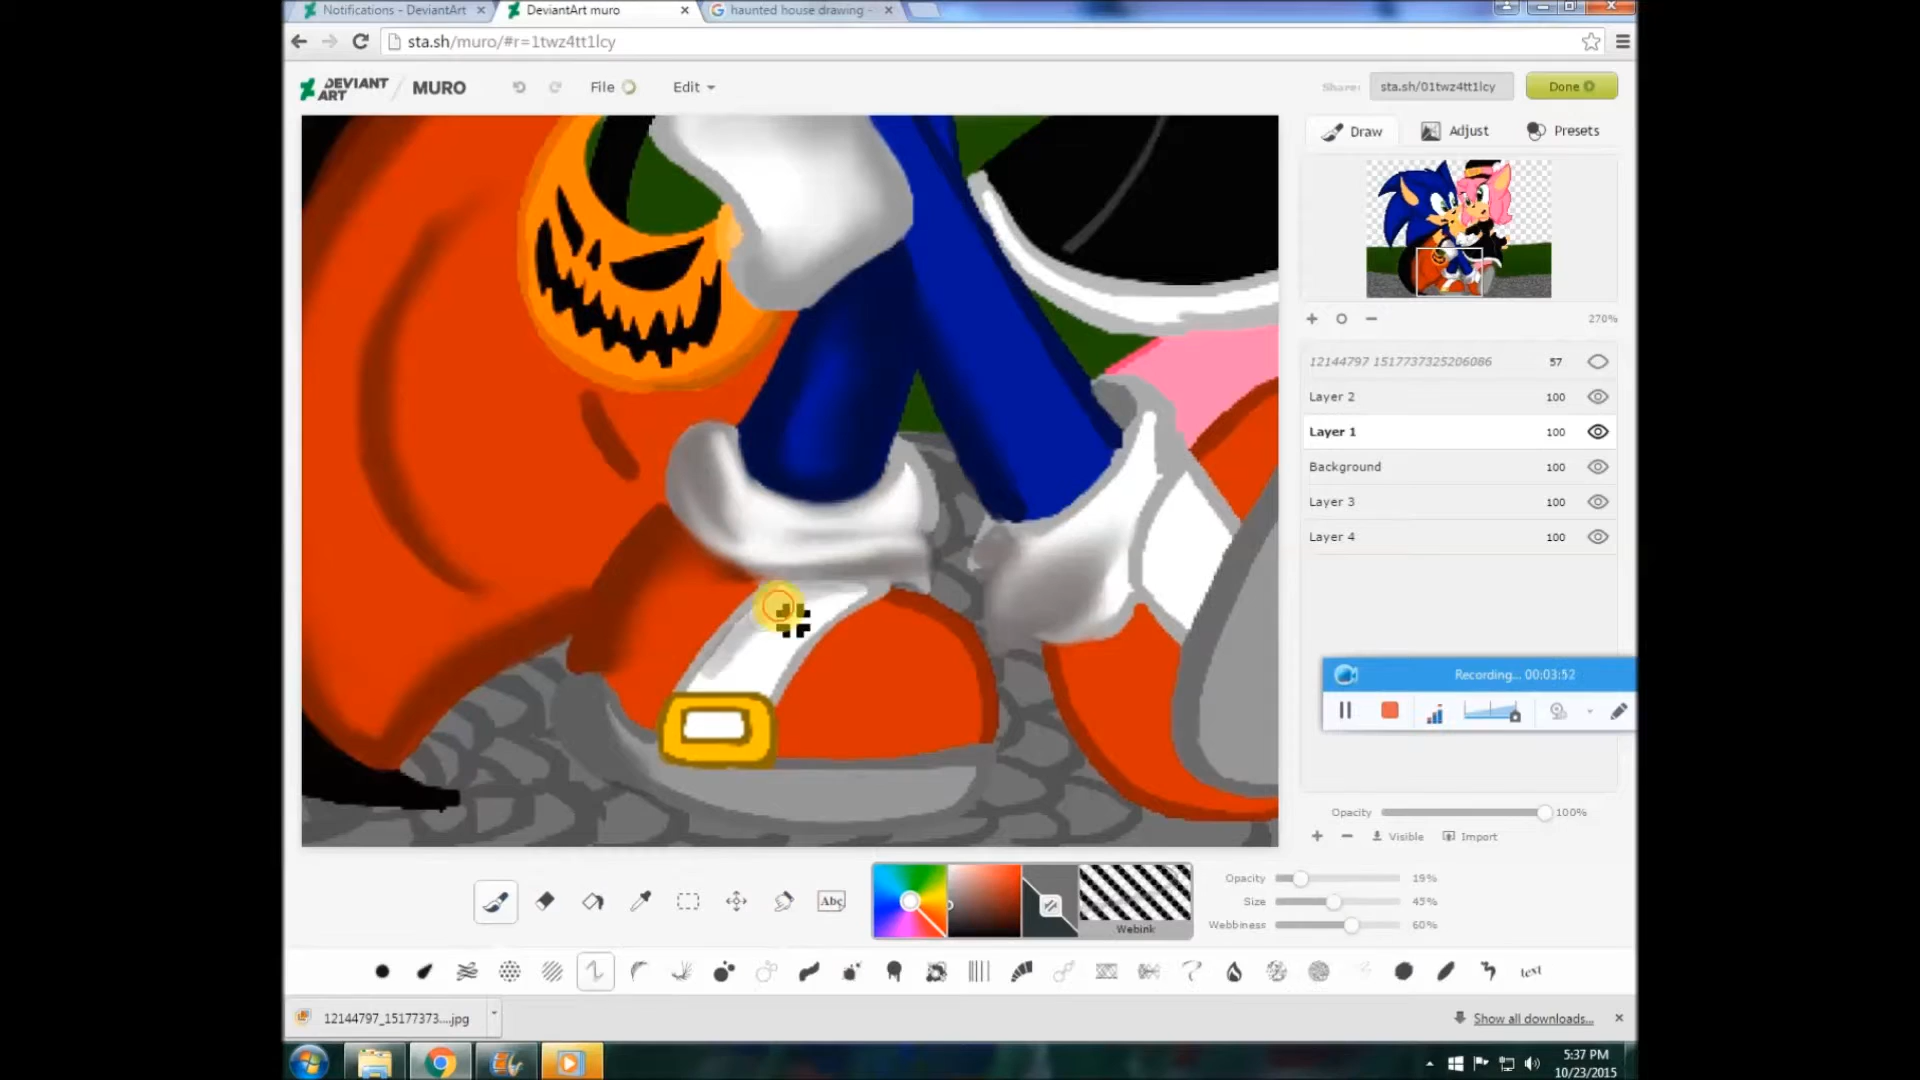 Notifications - DeviantArt
DeviantArt muro
haunted house drawing -
sta.sh/muro/#r=1twz4tt1lcy
DEVIANT ART / MURO
File
Edit
Share:
sta.sh/01twz4tt1lcy
Done
Draw
Adjust
Presets
270%
12144797 1517737325206086 57
Layer 2 100
Layer 1 100
Background 100
Layer 3 100
Layer 4 100
Recording... 00:03:52
Opacity 100%
Visible
Import
Abc
Webink
Opacity 19%
Size 45%
Webbiness 60%
text
12144797_15177373....jpg
Show all downloads...
5:37 PM
10/23/2015